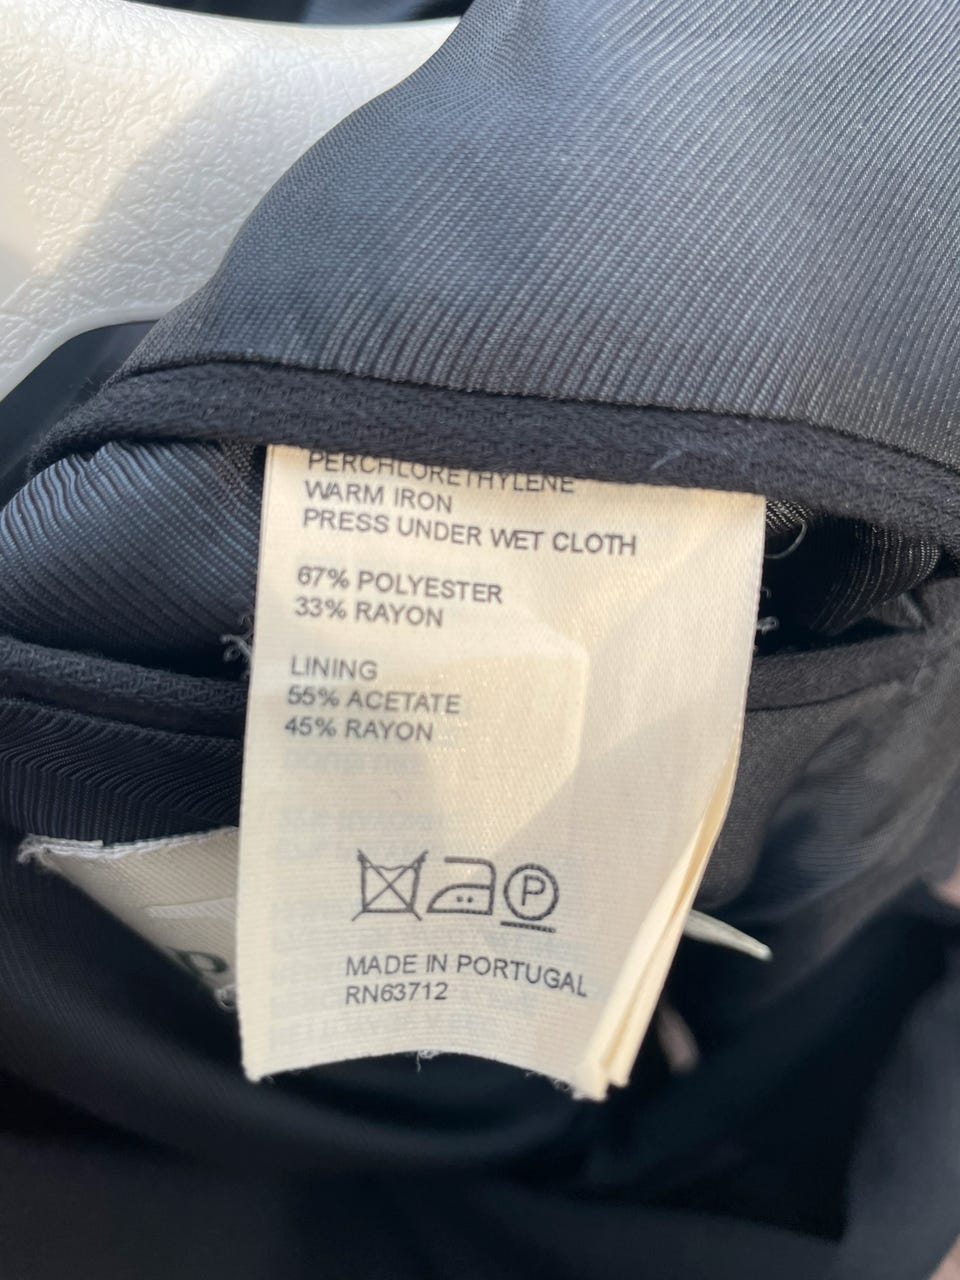 PERCHLORETHYLENE
WARM IRON
PRESS UNDER WET CLOTH
67% POLYESTER
33% RAYON
LINING
55% ACETATE
45% RAYON
P
MADE IN PORTUGAL
RN63712
p